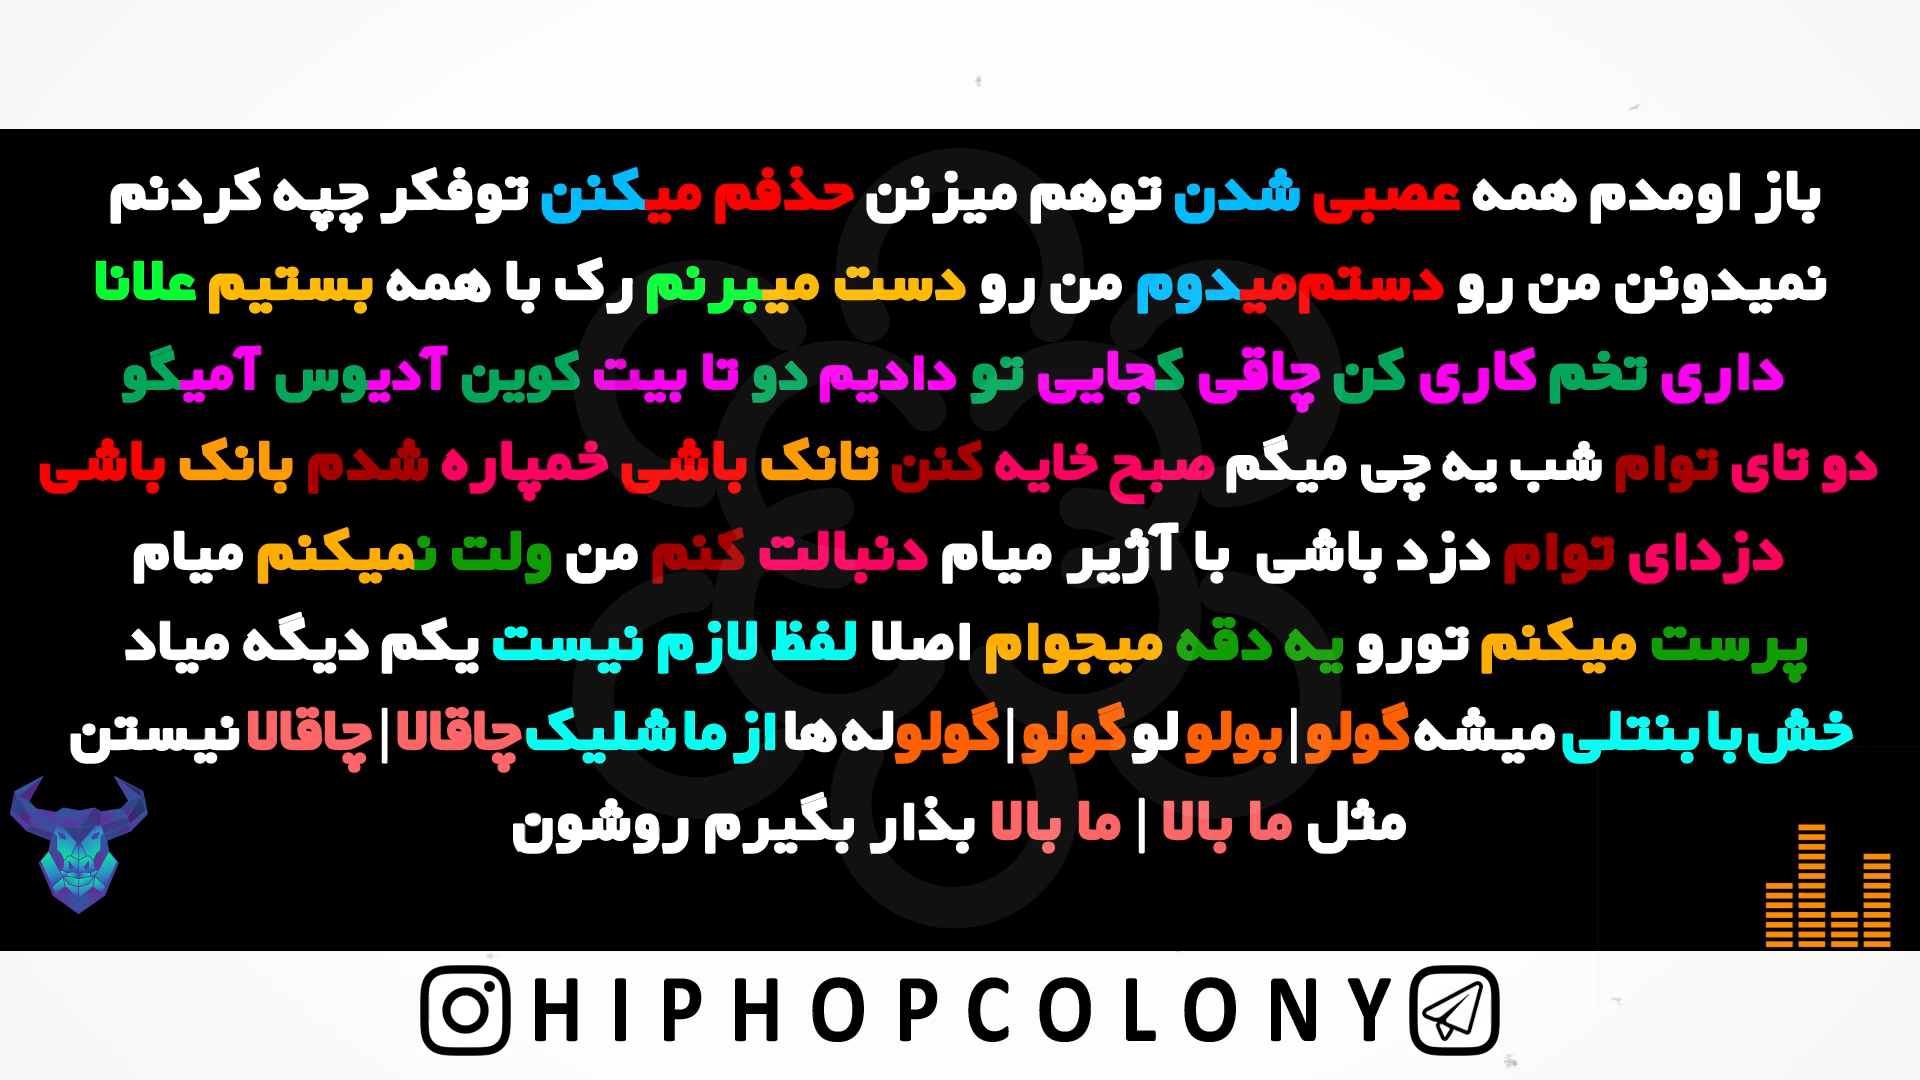 باز اومدم همه عصبی شدن توهم میزنن حذفم میکنن توفکر چپه کردنم
نمیدونن من رو دستم‌میدوم من رو دست میبرنم رک با همه بستیم علانا
داری تخم کاری کن چاقی کجایی تو دادیم دو تا بیت کوین آدیوس آمیگو
دو تای توام شب یه چی میگم صبح خایه کنن تانک باشی خمپاره شدم بانک باشی
دزدای توام دزد باشی با آژیر میام دنبالت کنم من ولت نمیکنم میام
پرست میکنم تورو یه دقه میجوام اصلا لفظ لازم نیست یکم دیگه میاد
خش با بنتلی میشه گولو|بولو لو گولو|گولوله ها از ما شلیک چاقالا|چاقالا نیستن
مثل ما بالا | ما بالا بذار بگیرم روشون
HIPHOPCOLONY